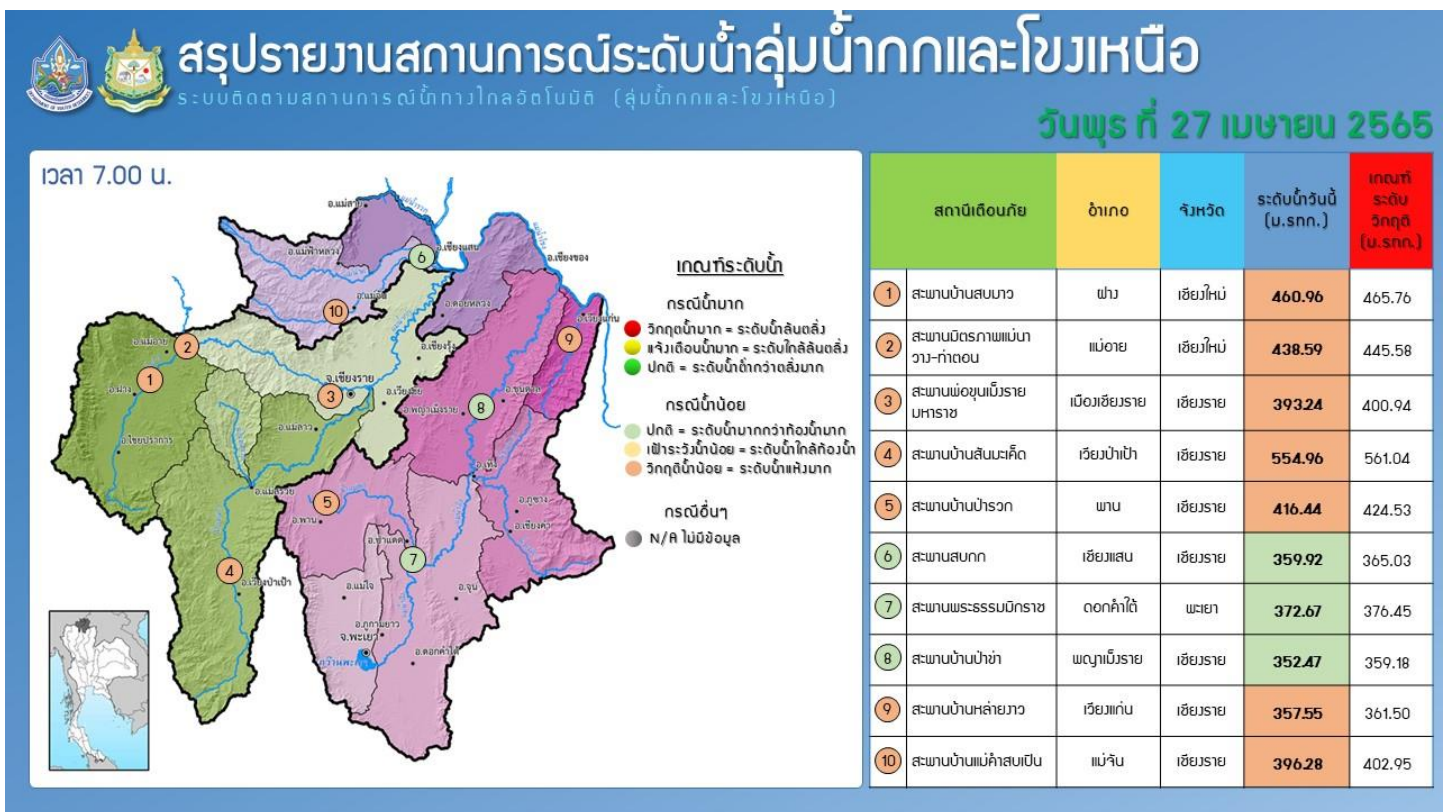 สรุปรายงานสถานการณ์ระดับน้ำลุ่มน้ำกกและโขงเหนือ
ระบบติดตามสถานการณ์น้ำทางไกลอัตโนมัติ (ลุ่มน้ำกกและโขงเหนือ)
วันพุธ ที่ 27 เมษายน 2565
เวลา 7.00 น.
อ.แม่สาย
แม่น้ำรวก
อ.แม่ฟ้าหลวง
6
อ.เชียงแสน
แม่น้ำโขง
อ.เชียงของ
10
อ.แม่จัน
อ.ดอยหลวง
อ.เวียงแก่น
9
อ.แม่อาย
2
อ.เชียงรุ้ง
1
อ.ฝาง
จ.เชียงราย
3
อ.เวียงชัย
อ.พญาเม็งราย
8
อ.ขุนตาล
อ.ไชยปราการ
อ.แม่ลาว
อ.แม่สรวย
อ.เทิง
5
อ.พาน
อ.ภูซาง
อ.เชียงคำ
อ.ป่าแดด
7
4
อ.เวียงป่าเป้า
อ.แม่ใจ
อ.จุน
อ.ภูกามยาว
จ.พะเยา
กว๊านพะเยา
อ.ดอกคำใต้
เกณฑ์ระดับน้ำ
กรณีน้ำมาก
วิกฤตน้ำมาก = ระดับน้ำล้นตลิ่ง
แจ้งเตือนน้ำมาก = ระดับใกล้ล้นตลิ่ง
ปกติ = ระดับน้ำต่ำกว่าตลิ่งมาก
กรณีน้ำน้อย
ปกติ = ระดับน้ำมากกว่าท้องน้ำมาก
เฝ้าระวังน้ำน้อย = ระดับน้ำใกล้ท้องน้ำ
วิกฤติน้ำน้อย = ระดับน้ำแห้งมาก
กรณีอื่นๆ
N/A ไม่มีข้อมูล
สถานีเตือนภัย อำเภอ จังหวัด ระดับน้ำวันนี้ (ม.รทก.) เกณฑ์ระดับวิกฤติ (ม.รทก.)
1 สะพานบ้านสบมาว ฝาง เชียงใหม่ 460.96 465.76
2 สะพานมิตรภาพแม่นาวาง-ท่าตอน แม่อาย เชียงใหม่ 438.59 445.58
3 สะพานพ่อขุนเม็งรายมหาราช เมืองเชียงราย เชียงราย 393.24 400.94
4 สะพานบ้านสันมะเค็ด เวียงป่าเป้า เชียงราย 554.96 561.04
5 สะพานบ้านป่ารวก พาน เชียงราย 416.44 424.53
6 สะพานสบกก เชียงแสน เชียงราย 359.92 365.03
7 สะพานพระธรรมมิกราช ดอกคำใต้ พะเยา 372.67 376.45
8 สะพานบ้านป่าข่า พญาเม็งราย เชียงราย 352.47 359.18
9 สะพานบ้านหล่ายงาว เวียงแก่น เชียงราย 357.55 361.50
10 สะพานบ้านแม่คำสบเปิน แม่จัน เชียงราย 396.28 402.95